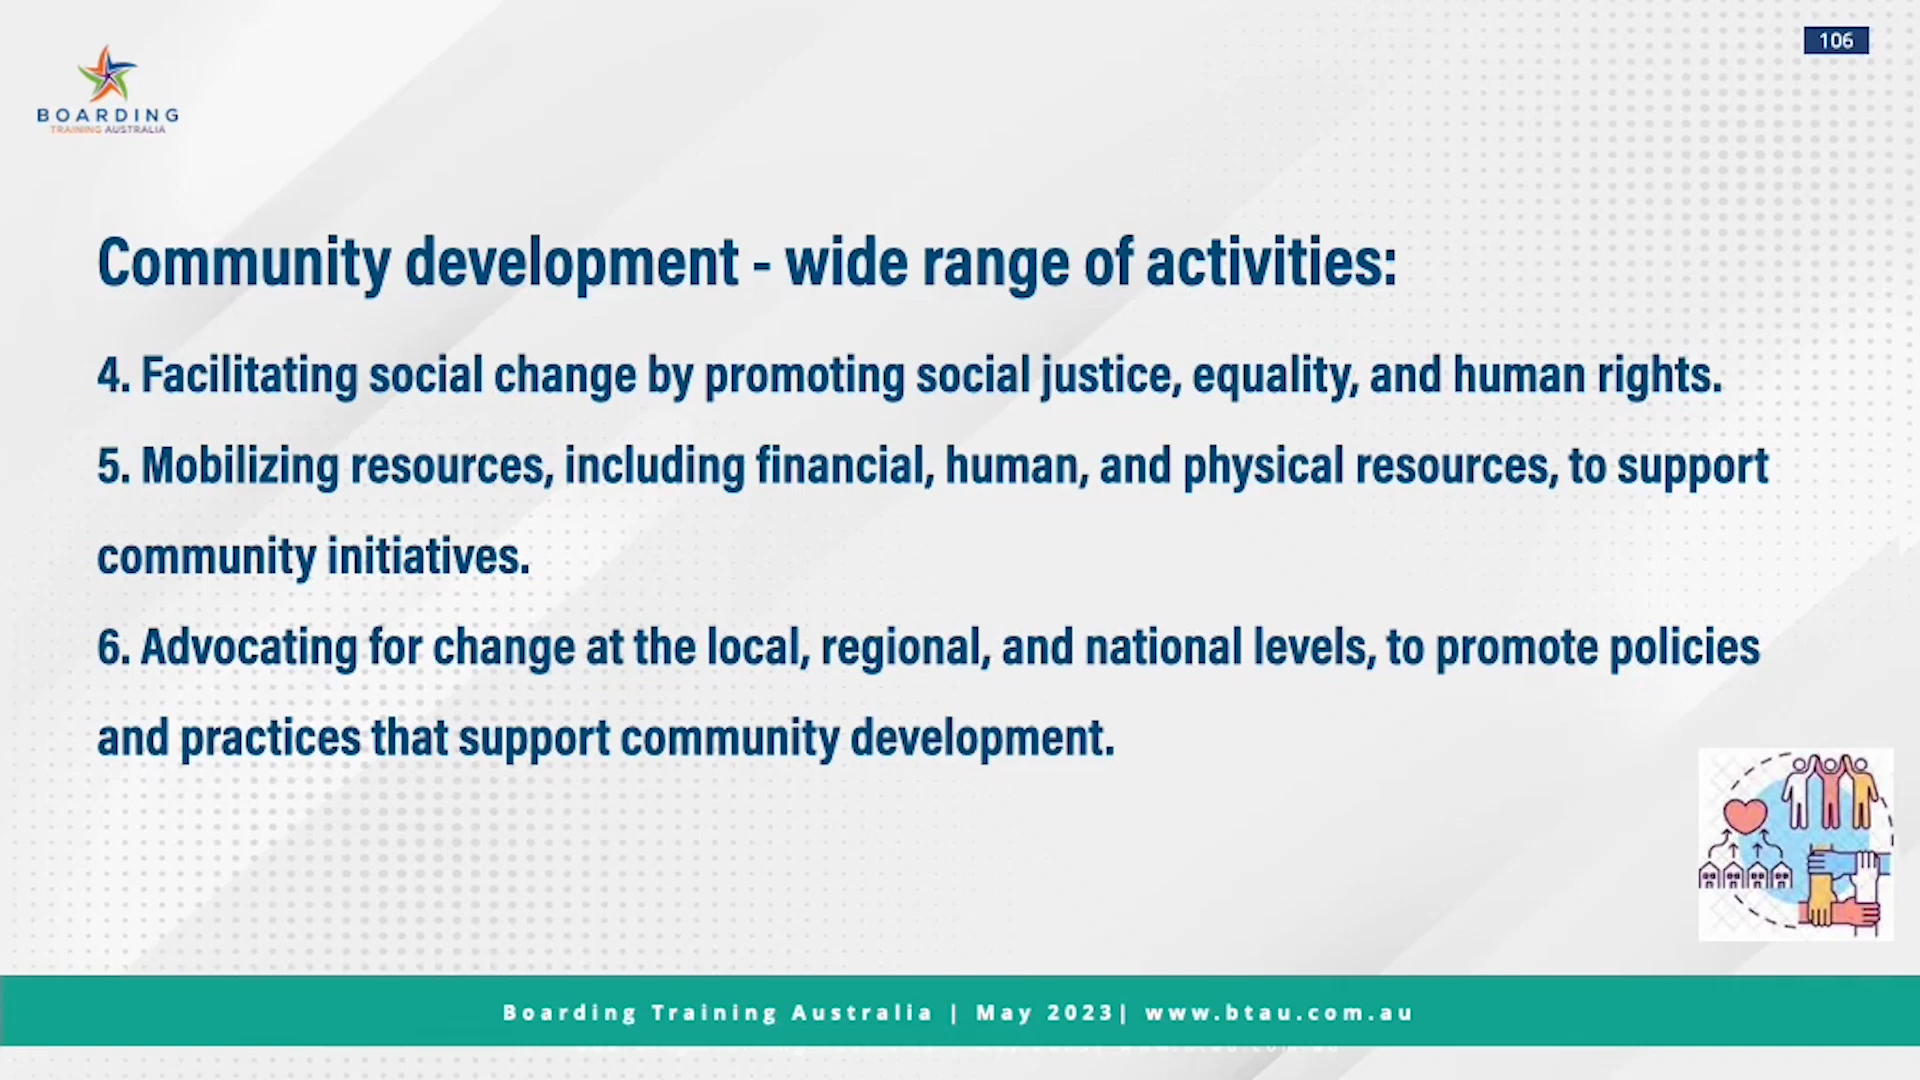 106
BOARDING
TRAINING AUSTRALIA
Community development - wide range of activities:
4. Facilitating social change by promoting social justice, equality, and human rights.
5. Mobilizing resources, including financial, human, and physical resources, to support
community initiatives.
6. Advocating for change at the local, regional, and national levels, to promote policies
and practices that support community development.
Boarding Training Australia | May 2023| www.btau.com.au